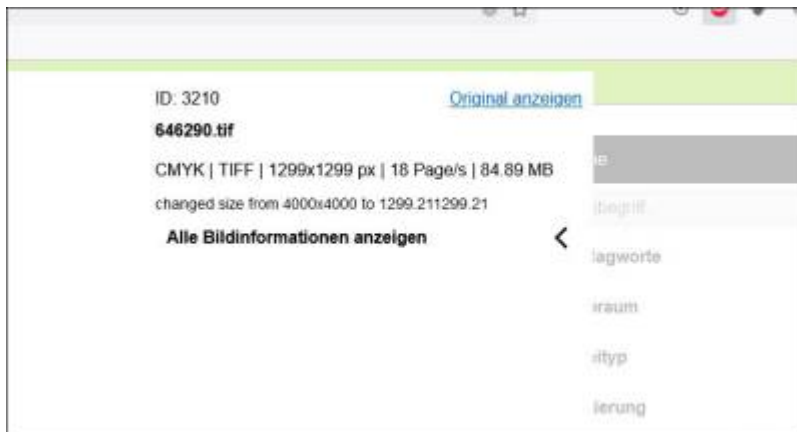 ID: 3210
Original anzeigen
646290.tif
CMYK | TIFF | 1299x1299 px | 18 Page/s | 84.89 MB
changed size from 4000x4000 to 1299.211299.21
Alle Bildinformationen anzeigen
lagworte
raum
ityp
ierung